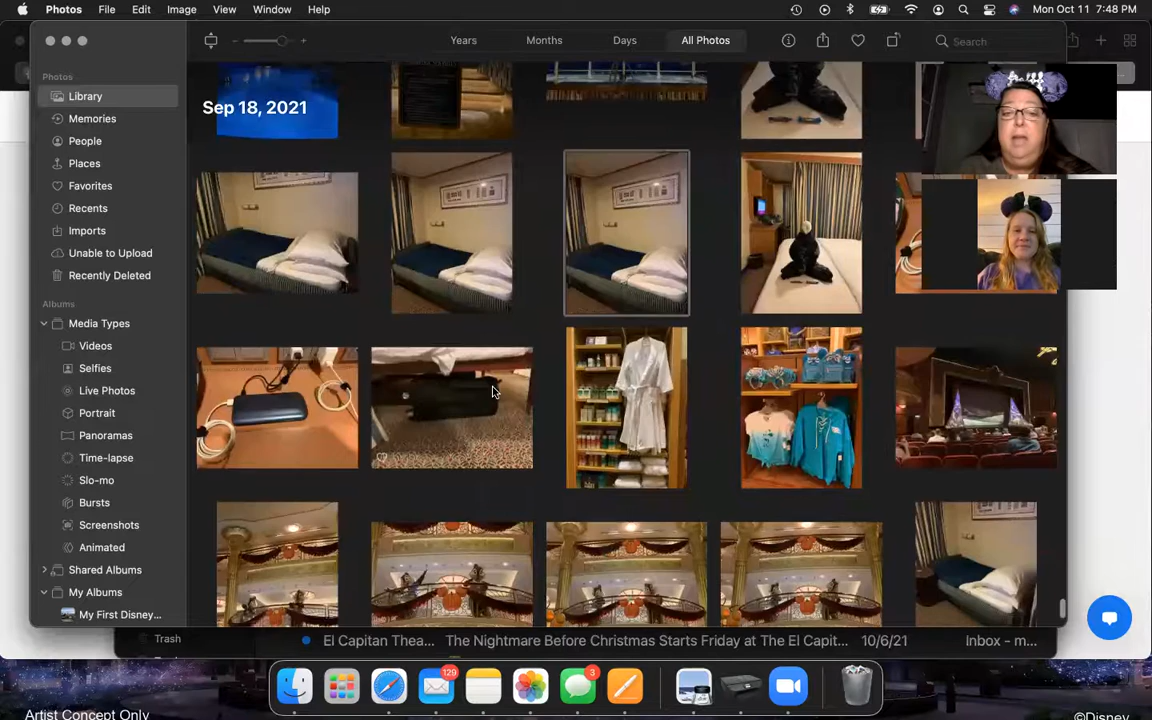 Photos File Edit Image View Window Help Mon Oct 11 7:48 PM
Years Months Days All Photos Search
Photos
Library
Memories
People
Places
Favorites
Recents
Imports
Unable to Upload
Recently Deleted
Albums
Media Types
Videos
Selfies
Live Photos
Portrait
Panoramas
Time-lapse
Slo-mo
Bursts
Screenshots
Animated
Shared Albums
My Albums
My First Disney...
Sep 18, 2021
Trash
El Capitan Thea... The Nightmare Before Christmas Starts Friday at The El Capit... 10/6/21 Inbox - m...
129
3
Artist Concept Only ©Disney